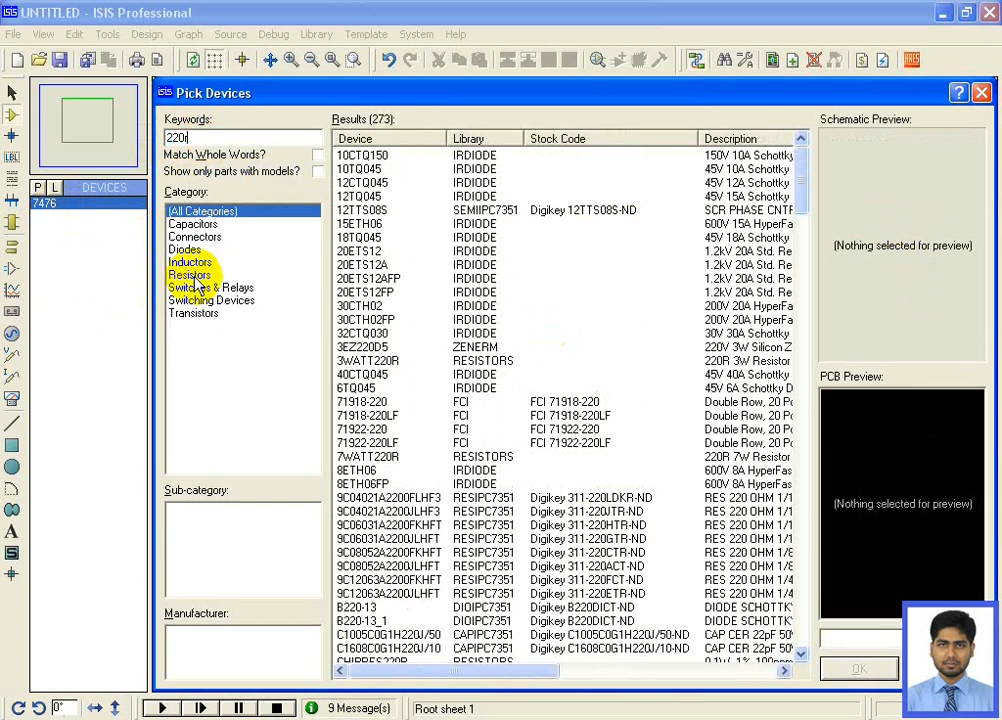 ISIS UNTITLED - ISIS Professional
File View Edit Tools Design Graph Source Debug Library Template System Help
ARES
LBL
P L DEVICES
7476
A
S
ISIS Pick Devices
Keywords:
220r
Match Whole Words?
Show only parts with models?
Category:
(All Categories)
Capacitors
Connectors
Diodes
Inductors
Resistors
Switches & Relays
Switching Devices
Transistors
Sub-category:
Manufacturer:
Results (273):
Device Library Stock Code Description
10CTQ150 IRDIODE 150V 10A Schottky
10TQ045 IRDIODE 45V 10A Schottky
12CTQ045 IRDIODE 45V 12A Schottky
12TQ045 IRDIODE 45V 15A Schottky
12TTS08S SEMIIPC7351 Digikey 12TTS08S-ND SCR PHASE CNTF
15ETH06 IRDIODE 600V 15A HyperFa
18TQ045 IRDIODE 45V 18A Schottky
20ETS12 IRDIODE 1.2kV 20A Std. Re
20ETS12A IRDIODE 1.2kV 20A Std. Re
20ETS12FP IRDIODE 1.2kV 20A Std. Re
30CTH02 IRDIODE 200V 30A HyperFa
30CTH02FP IRDIODE 200V 30A HyperFa
32CTQ030 IRDIODE 30V 30A Schottky
3EZ220D5 ZENERM 220V 3W Silicon Z
3WATT220R RESISTORS 220R 3W Resistor
40CTQ045 IRDIODE 45V 40A Schottky
6TQ045 IRDIODE 45V 6A Schottky D
71918-220 FCI FCI 71918-220 Double Row, 20 Po
71918-220LF FCI FCI 71918-220LF Double Row, 20 Po
71922-220 FCI FCI 71922-220 Double Row, 20 Po
71922-220LF FCI FCI 71922-220LF Double Row, 20 Po
7WATT220R RESISTORS 220R 7W Resistor
8ETH06 IRDIODE 600V 8A HyperFas
8ETH06FP IRDIODE 600V 8A HyperFas
9C04021A2200FLHF3 RESIPC7351 Digikey 311-220LDKR-ND RES 220 OHM 1/1
9C04021A2200JLHF3 RESIPC7351 Digikey 311-220JTR-ND RES 220 OHM 1/1
9C06031A2200FKHFT RESIPC7351 Digikey 311-220HTR-ND RES 220 OHM 1/1
9C06031A2200JLHFT RESIPC7351 Digikey 311-220GTR-ND RES 220 OHM 1/1
9C08052A2200FKHFT RESIPC7351 Digikey 311-220CTR-ND RES 220 OHM 1/8
9C08052A2200JLHFT RESIPC7351 Digikey 311-220ACT-ND RES 220 OHM 1/8
9C12063A2200FKHFT RESIPC7351 Digikey 311-220FCT-ND RES 220 OHM 1/4
9C12063A2200JLHFT RESIPC7351 Digikey 311-220ETR-ND RES 220 OHM 1/4
B220-13 DIOIPC7351 Digikey B220DICT-ND DIODE SCHOTTKY
B220-13_1 DIOIPC7351 Digikey B220DICT-ND DIODE SCHOTTKY
C1005C0G1H220J/50 CAPIPC7351 Digikey C1005C0G1H220J/50-ND CAP CER 22pF 50V
C1608C0G1H220J/10 CAPIPC7351 Digikey C1608C0G1H220J/10-ND CAP CER 22pF 50V
CHIPRES220R
Schematic Preview:
(Nothing selected for preview)
PCB Preview:
(Nothing selected for preview)
OK
0° 9 Message(s) Root sheet 1